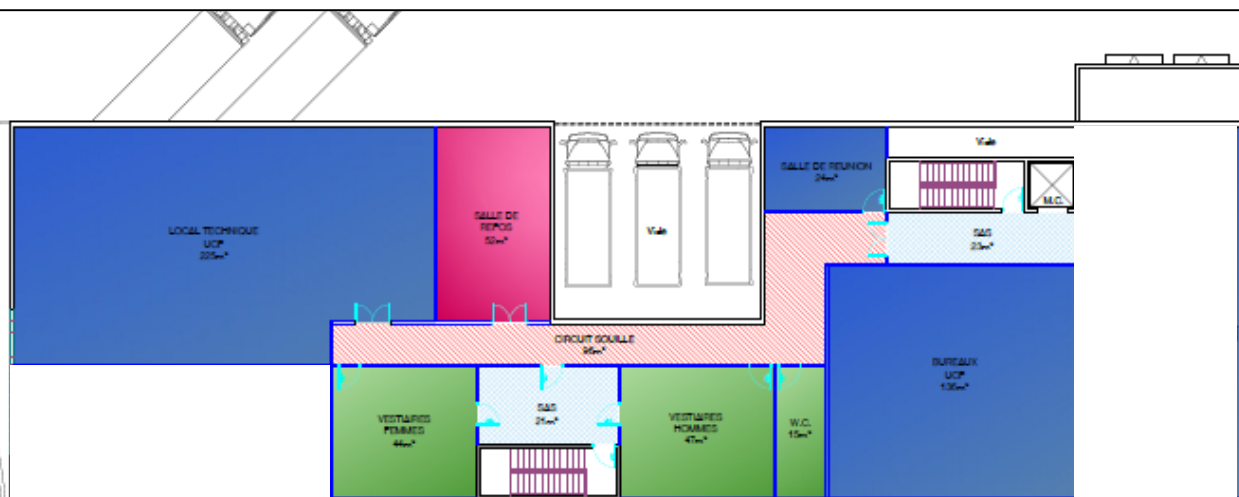 Vide
SALLE DE REUNION
24m²
M.C.
LOCAL TECHNIQUE
UCP
225m²
SALLE DE
REPOS
52m²
Vide
SAS
23m²
CIRCUIT SOUILLE
96m²
BUREAUX
UCP
136m²
VESTIAIRES
FEMMES
44m²
SAS
21m²
VESTIAIRES
HOMMES
47m²
W.C.
15m²